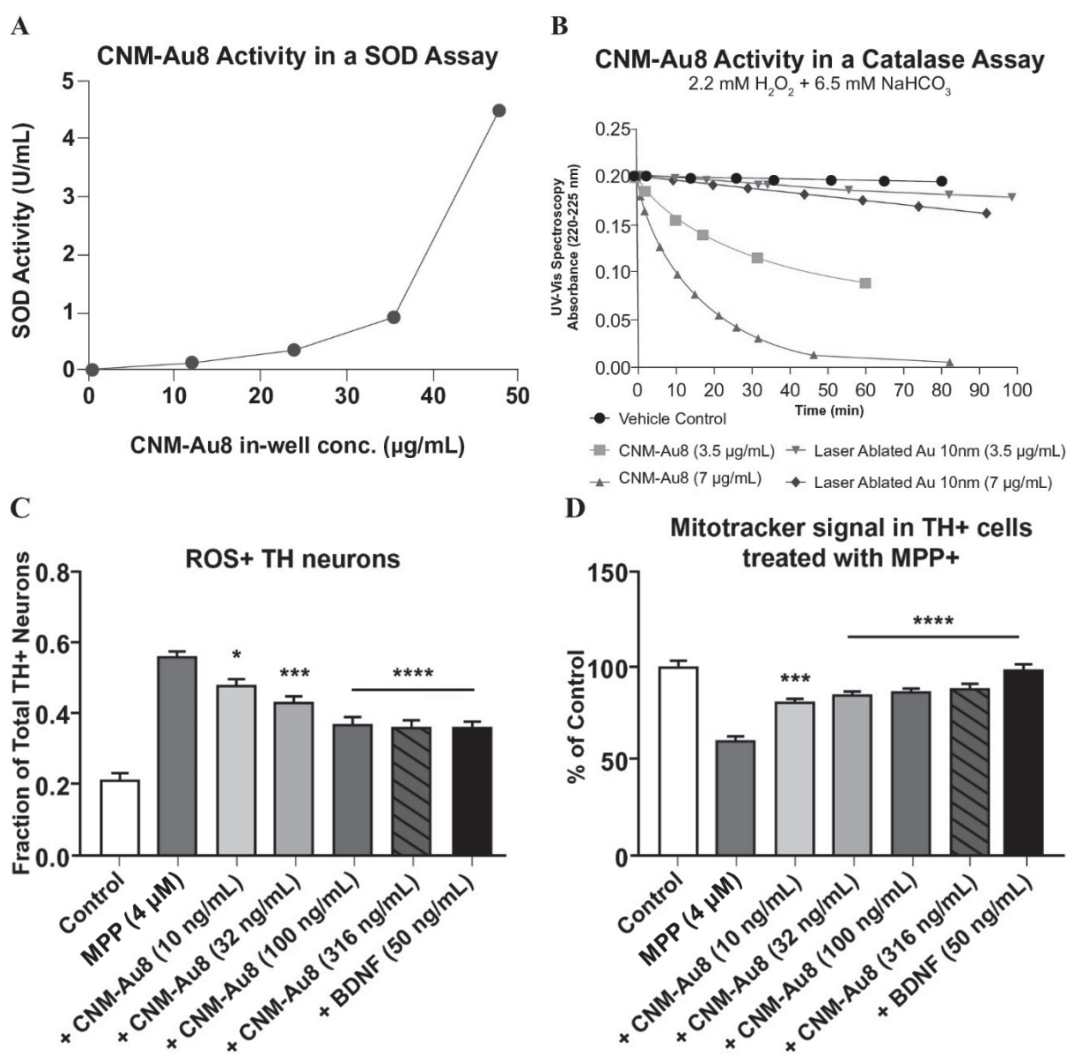 A
CNM-Au8 Activity in a SOD Assay
SOD Activity (U/mL)
5
4
3
2
1
0
0 10 20 30 40 50
CNM-Au8 in-well conc. (µg/mL)
B
CNM-Au8 Activity in a Catalase Assay
2.2 mM H₂O₂ + 6.5 mM NaHCO₃
UV-Vis Spectroscopy
Absorbance (220-225 nm)
0.25
0.20
0.15
0.10
0.05
0.00
0 10 20 30 40 50 60 70 80 90 100
Time (min)
Vehicle Control
CNM-Au8 (3.5 µg/mL)
Laser Ablated Au 10nm (3.5 µg/mL)
CNM-Au8 (7 µg/mL)
Laser Ablated Au 10nm (7 µg/mL)
C
ROS+ TH neurons
Fraction of Total TH+ Neurons
0.8
0.6
0.4
0.2
0.0
*
***
****
Control
MPP (4 µM)
+ CNM-Au8 (10 ng/mL)
+ CNM-Au8 (32 ng/mL)
+ CNM-Au8 (100 ng/mL)
+ CNM-Au8 (316 ng/mL)
+ BDNF (50 ng/mL)
D
Mitotracker signal in TH+ cells
treated with MPP+
% of Control
150
100
50
0
***
****
Control
MPP (4 µM)
+ CNM-Au8 (10 ng/mL)
+ CNM-Au8 (32 ng/mL)
+ CNM-Au8 (100 ng/mL)
+ CNM-Au8 (316 ng/mL)
+ BDNF (50 ng/mL)